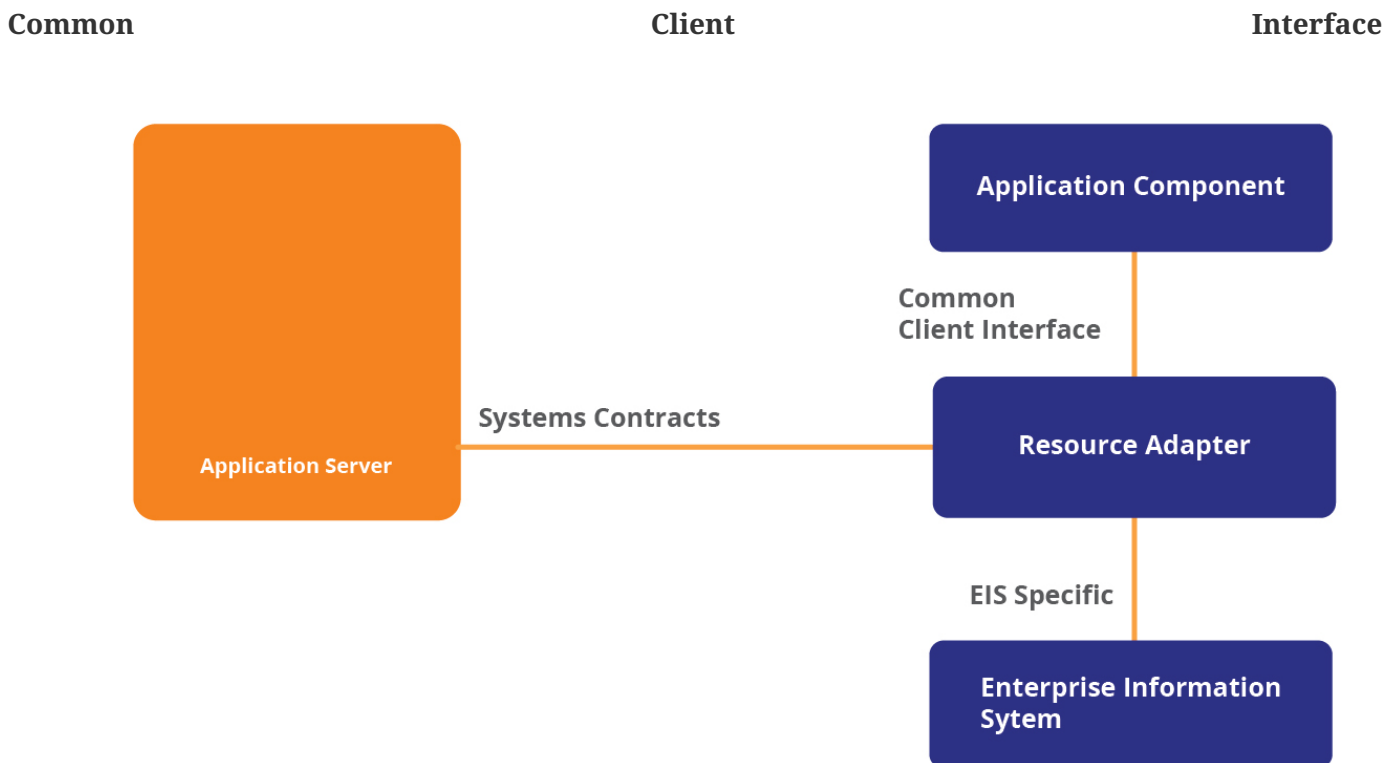 Common Client Interface
Application Component
Common
Client Interface
Systems Contracts
Resource Adapter
Application Server
EIS Specific
Enterprise Information
Sytem